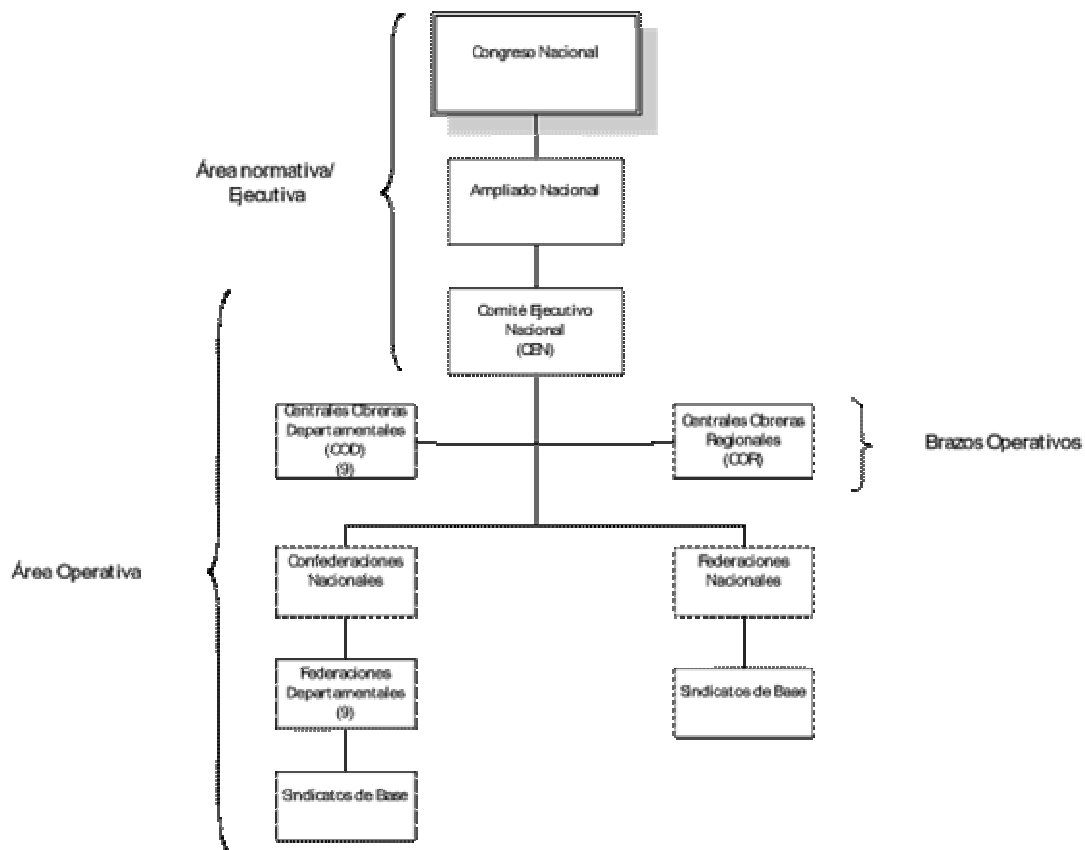 Congreso Nacional
Área normativa/
Ejecutiva
Ampliado Nacional
Comité Ejecutivo
Nacional
(CEN)
Centrales Obreras
Departamentales
(COD)
(9)
Centrales Obreras
Regionales
(COR)
Brazos Operativos
Área Operativa
Confederaciones
Nacionales
Federaciones
Nacionales
Federaciones
Departamentales
(9)
Sindicatos de Base
Sindicatos de Base